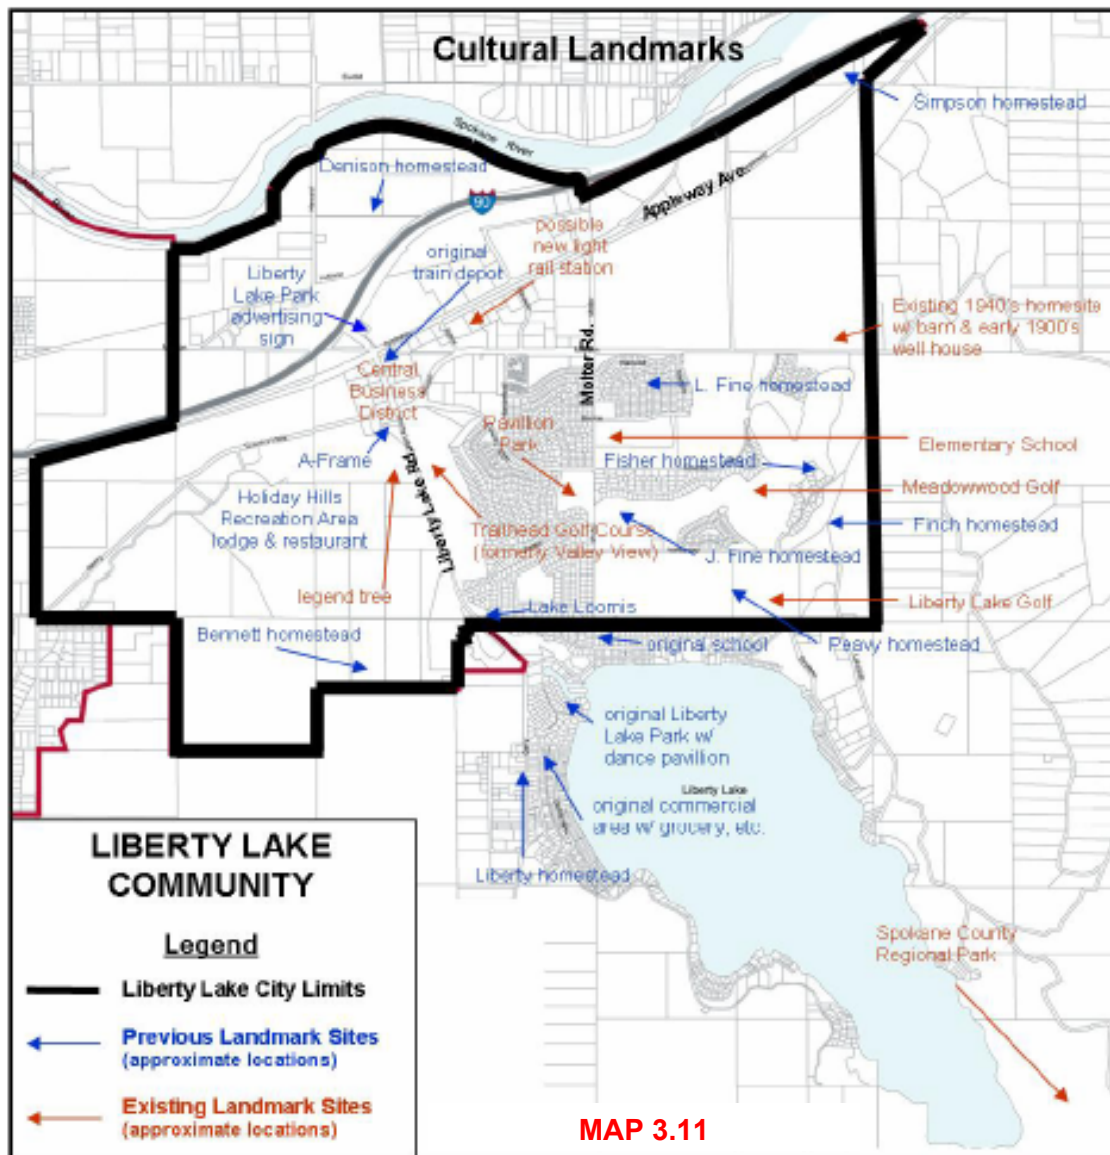 Cultural Landmarks
Simpson homestead
Spokane River
Denison homestead
90
Appleway Ave.
possible
new light
rail station
original
train depot
Liberty
Lake Park
advertising
sign
Existing 1940's homesite
w/ barn & early 1900's
well house
Molter Rd.
L. Fine homestead
Central
Business
District
Pavillion
Park
Elementary School
A-Frame
Fisher homestead
Meadowwood Golf
Holiday Hills
Recreation Area
lodge & restaurant
Liberty Lake Rd.
Finch homestead
Trailhead Golf Course
(formerly Valley View)
J. Fine homestead
legend tree
Liberty Lake Golf
Lake Loomis
Bennett homestead
original school
Peavy homestead
original Liberty
Lake Park w/
dance pavillion
Liberty Lake
original commercial
area w/ grocery, etc.
Liberty homestead
Spokane County
Regional Park
LIBERTY LAKE
COMMUNITY
Legend
Liberty Lake City Limits
Previous Landmark Sites
(approximate locations)
Existing Landmark Sites
(approximate locations)
MAP 3.11